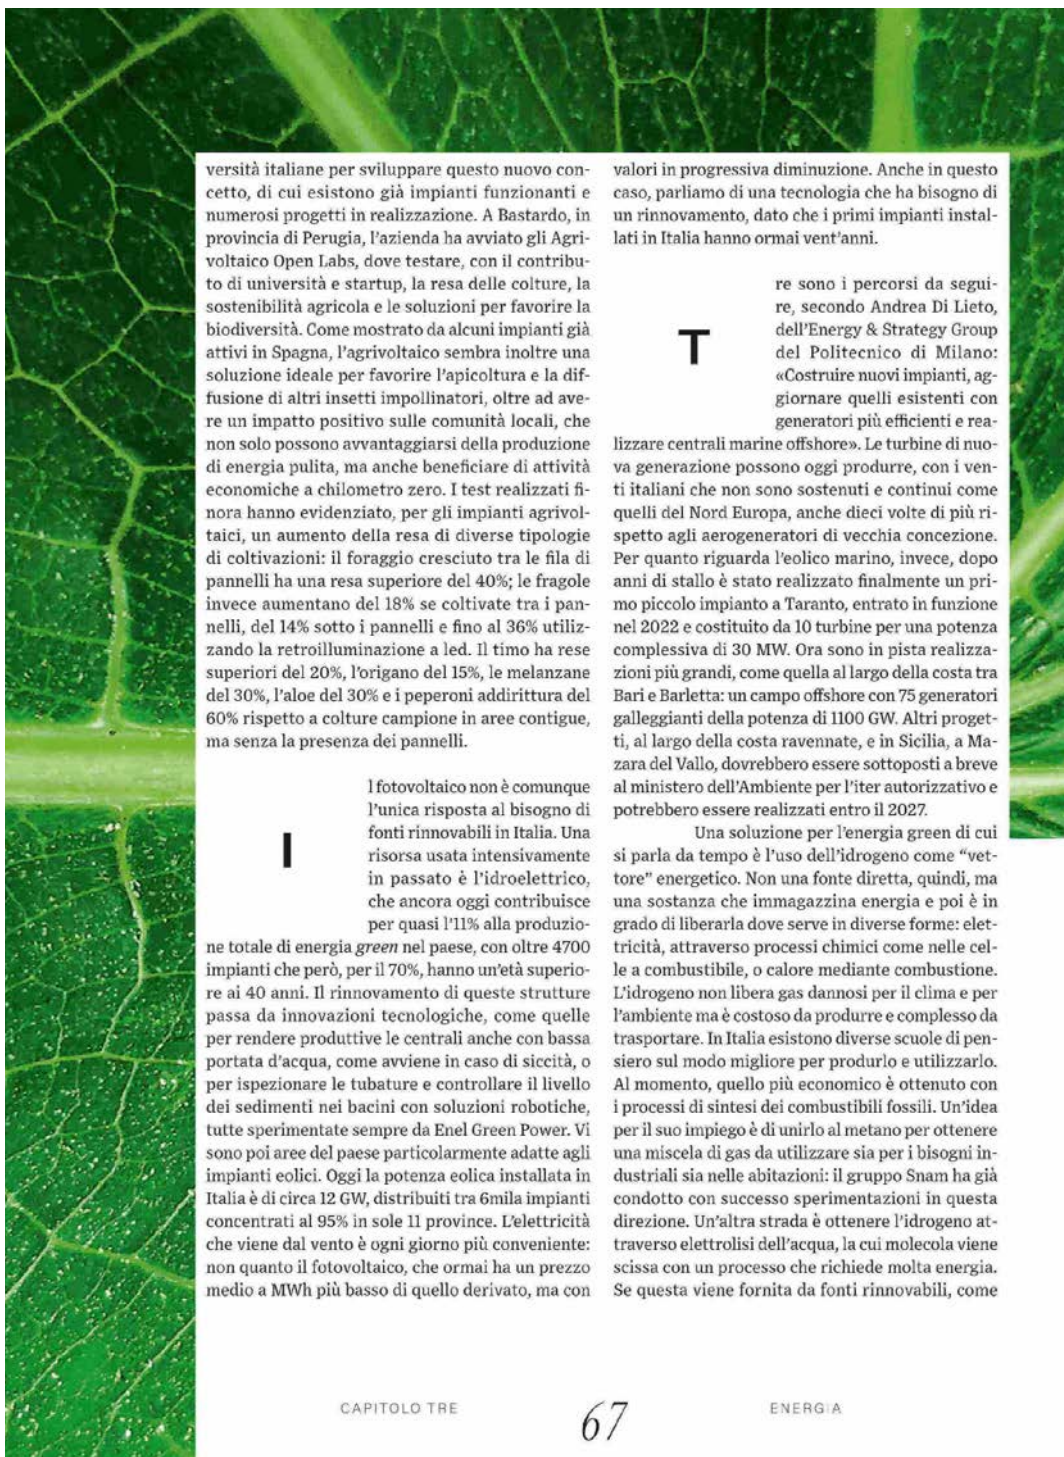 versità italiane per sviluppare questo nuovo con-
cetto, di cui esistono già impianti funzionanti e
numerosi progetti in realizzazione. A Bastardo, in
provincia di Perugia, l'azienda ha avviato gli Agri-
voltaico Open Labs, dove testare, con il contribu-
to di università e startup, la resa delle colture, la
sostenibilità agricola e le soluzioni per favorire la
biodiversità. Come mostrato da alcuni impianti già
attivi in Spagna, l'agrivoltaico sembra inoltre una
soluzione ideale per favorire l'apicoltura e la dif-
fusione di altri insetti impollinatori, oltre ad ave-
re un impatto positivo sulle comunità locali, che
non solo possono avvantaggiarsi della produzione
di energia pulita, ma anche beneficiare di attività
economiche a chilometro zero. I test realizzati fi-
nora hanno evidenziato, per gli impianti agrivol-
taici, un aumento della resa di diverse tipologie
di coltivazioni: il foraggio cresciuto tra le fila di
pannelli ha una resa superiore del 40%; le fragole
invece aumentano del 18% se coltivate tra i pan-
nelli, del 14% sotto i pannelli e fino al 36% utiliz-
zando la retroilluminazione a led. Il timo ha rese
superiori del 20%, l'origano del 15%, le melanzane
del 30%, l'aloe del 30% e i peperoni addirittura del
60% rispetto a colture campione in aree contigue,
ma senza la presenza dei pannelli.
I
l fotovoltaico non è comunque
l'unica risposta al bisogno di
fonti rinnovabili in Italia. Una
risorsa usata intensivamente
in passato è l'idroelettrico,
che ancora oggi contribuisce
per quasi l'11% alla produzio-
ne totale di energia green nel paese, con oltre 4700
impianti che però, per il 70%, hanno un'età superio-
re ai 40 anni. Il rinnovamento di queste strutture
passa da innovazioni tecnologiche, come quelle
per rendere produttive le centrali anche con bassa
portata d'acqua, come avviene in caso di siccità, o
per ispezionare le tubature e controllare il livello
dei sedimenti nei bacini con soluzioni robotiche,
tutte sperimentate sempre da Enel Green Power. Vi
sono poi aree del paese particolarmente adatte agli
impianti eolici. Oggi la potenza eolica installata in
Italia è di circa 12 GW, distribuiti tra 6mila impianti
concentrati al 95% in sole 11 province. L'elettricità
che viene dal vento è ogni giorno più conveniente:
non quanto il fotovoltaico, che ormai ha un prezzo
medio a MWh più basso di quello derivato, ma con
valori in progressiva diminuzione. Anche in questo
caso, parliamo di una tecnologia che ha bisogno di
un rinnovamento, dato che i primi impianti instal-
lati in Italia hanno ormai vent'anni.
T
re sono i percorsi da segui-
re, secondo Andrea Di Lieto,
dell'Energy & Strategy Group
del Politecnico di Milano:
«Costruire nuovi impianti, ag-
giornare quelli esistenti con
generatori più efficienti e rea-
lizzare centrali marine offshore». Le turbine di nuo-
va generazione possono oggi produrre, con i ven-
ti italiani che non sono sostenuti e continui come
quelli del Nord Europa, anche dieci volte di più ri-
spetto agli aerogeneratori di vecchia concezione.
Per quanto riguarda l'eolico marino, invece, dopo
anni di stallo è stato realizzato finalmente un pri-
mo piccolo impianto a Taranto, entrato in funzione
nel 2022 e costituito da 10 turbine per una potenza
complessiva di 30 MW. Ora sono in pista realizza-
zioni più grandi, come quella al largo della costa tra
Bari e Barletta: un campo offshore con 75 generatori
galleggianti della potenza di 1100 GW. Altri proget-
ti, al largo della costa ravennate, e in Sicilia, a Ma-
zara del Vallo, dovrebbero essere sottoposti a breve
al ministero dell'Ambiente per l'iter autorizzativo e
potrebbero essere realizzati entro il 2027.
Una soluzione per l'energia green di cui
si parla da tempo è l'uso dell'idrogeno come "vet-
tore" energetico. Non una fonte diretta, quindi, ma
una sostanza che immagazzina energia e poi è in
grado di liberarla dove serve in diverse forme: elet-
tricità, attraverso processi chimici come nelle cel-
le a combustibile, o calore mediante combustione.
L'idrogeno non libera gas dannosi per il clima e per
l'ambiente ma è costoso da produrre e complesso da
trasportare. In Italia esistono diverse scuole di pen-
siero sul modo migliore per produrlo e utilizzarlo.
Al momento, quello più economico è ottenuto con
i processi di sintesi dei combustibili fossili. Un'idea
per il suo impiego è di unirlo al metano per ottenere
una miscela di gas da utilizzare sia per i bisogni in-
dustriali sia nelle abitazioni: il gruppo Snam ha già
condotto con successo sperimentazioni in questa
direzione. Un'altra strada è ottenere l'idrogeno at-
traverso elettrolisi dell'acqua, la cui molecola viene
scissa con un processo che richiede molta energia.
Se questa viene fornita da fonti rinnovabili, come
CAPITOLO TRE
67
ENERGIA